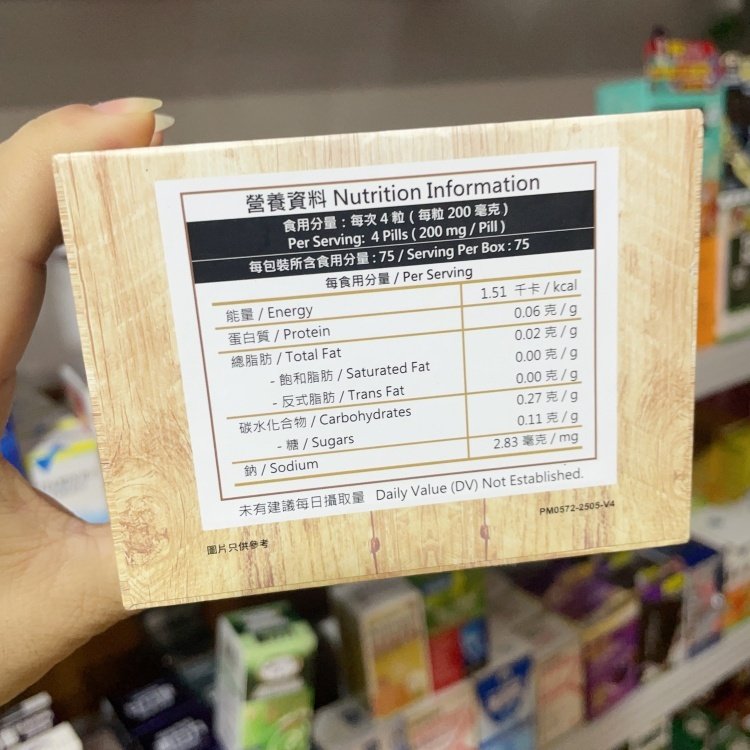 營養資料 Nutrition Information
食用分量：每次 4 粒（每粒 200 毫克）
Per Serving: 4 Pills ( 200 mg / Pill )
每包裝所含食用分量 : 75 / Serving Per Box : 75
每食用分量 / Per Serving
能量 / Energy 1.51 千卡 / kcal
蛋白質 / Protein 0.06 克 / g
總脂肪 / Total Fat 0.02 克 / g
- 飽和脂肪 / Saturated Fat 0.00 克 / g
- 反式脂肪 / Trans Fat 0.00 克 / g
碳水化合物 / Carbohydrates 0.27 克 / g
- 糖 / Sugars 0.11 克 / g
鈉 / Sodium 2.83 毫克 / mg
未有建議每日攝取量 Daily Value (DV) Not Established.
PM0572-2505-V4
圖片只供參考